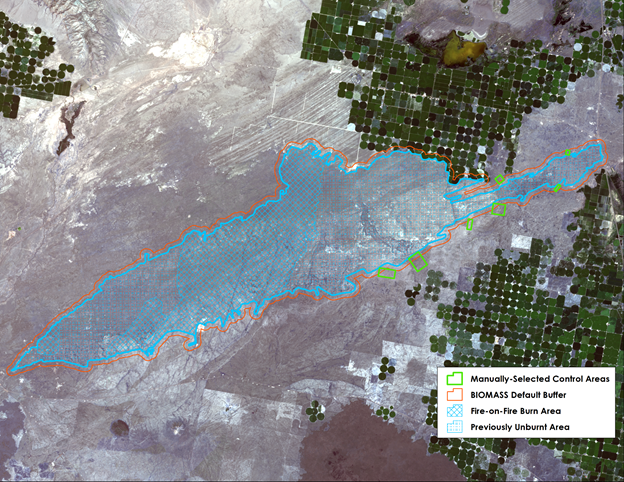 Manually-Selected Control Areas
BIOMASS Default Buffer
Fire-on-Fire Burn Area
Previously Unburnt Area